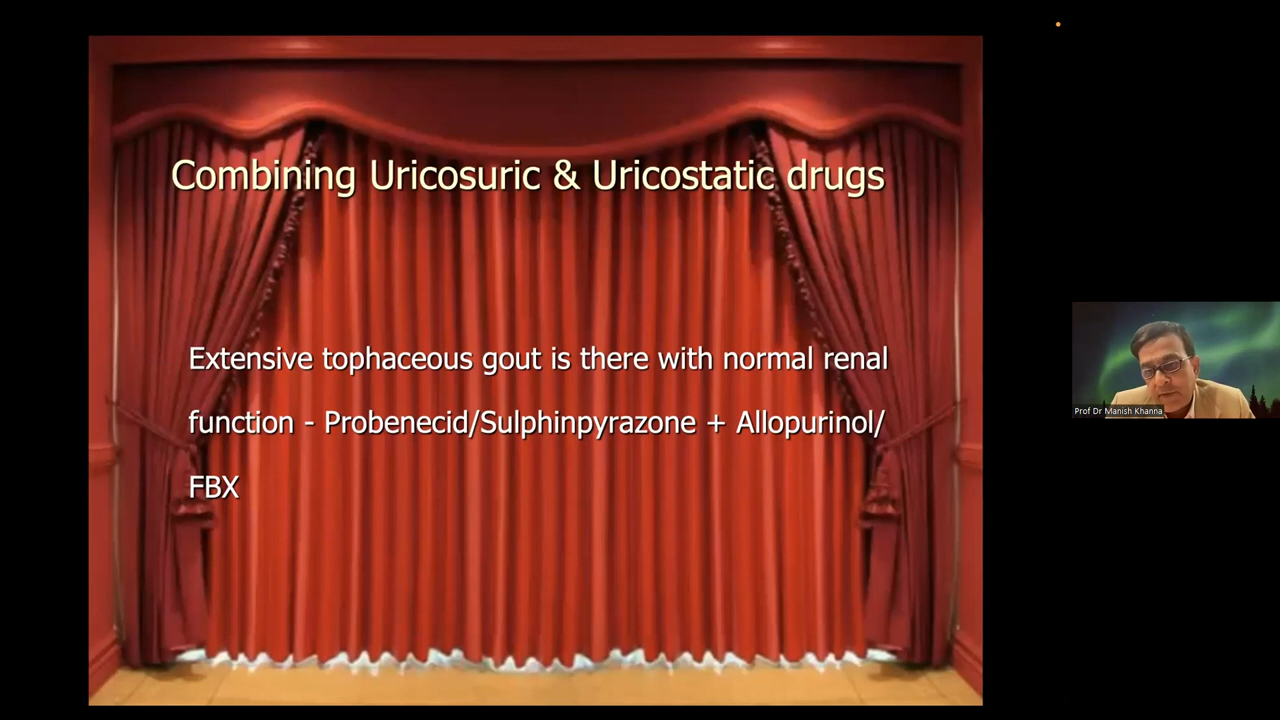 Combining Uricosuric & Uricostatic drugs
Extensive tophaceous gout is there with normal renal
function - Probenecid/Sulphinpyrazone + Allopurinol/
FBX
Prof Dr Manish Khanna